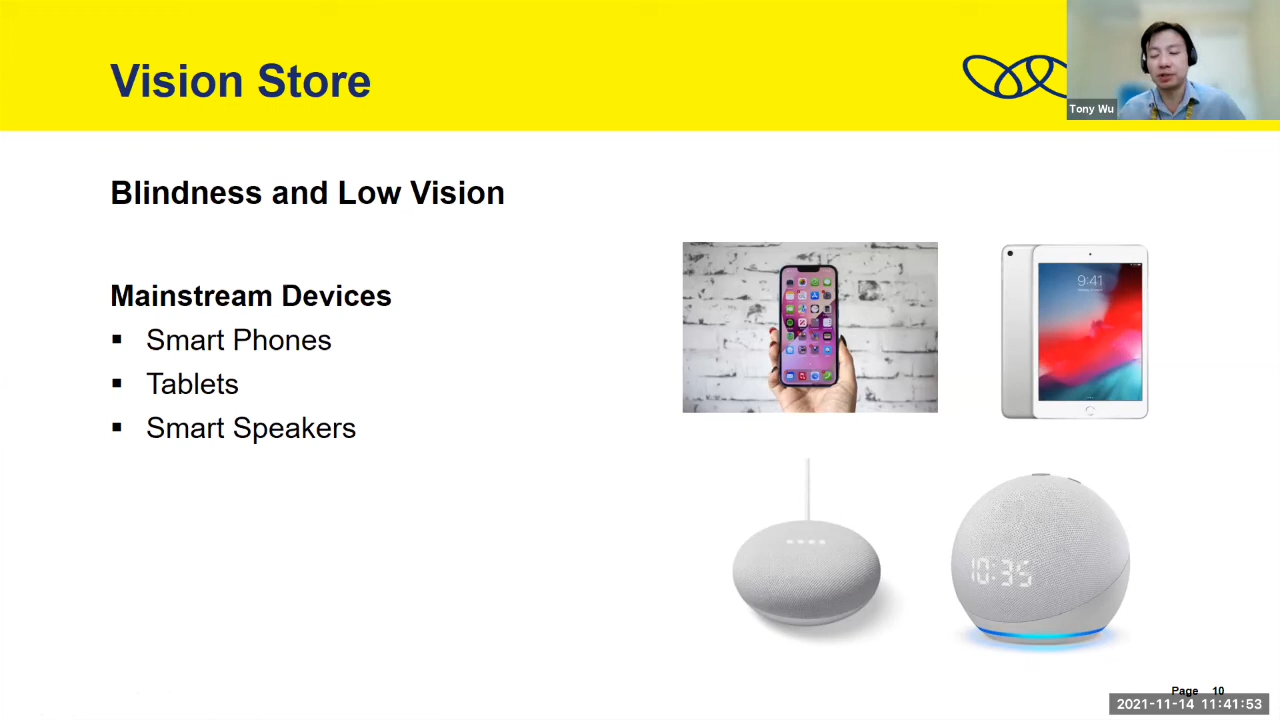 Vision Store
Tony Wu
Blindness and Low Vision
Mainstream Devices
▪ Smart Phones
▪ Tablets
▪ Smart Speakers
9:41
10:35
Page 10
2021-11-14 11:41:53